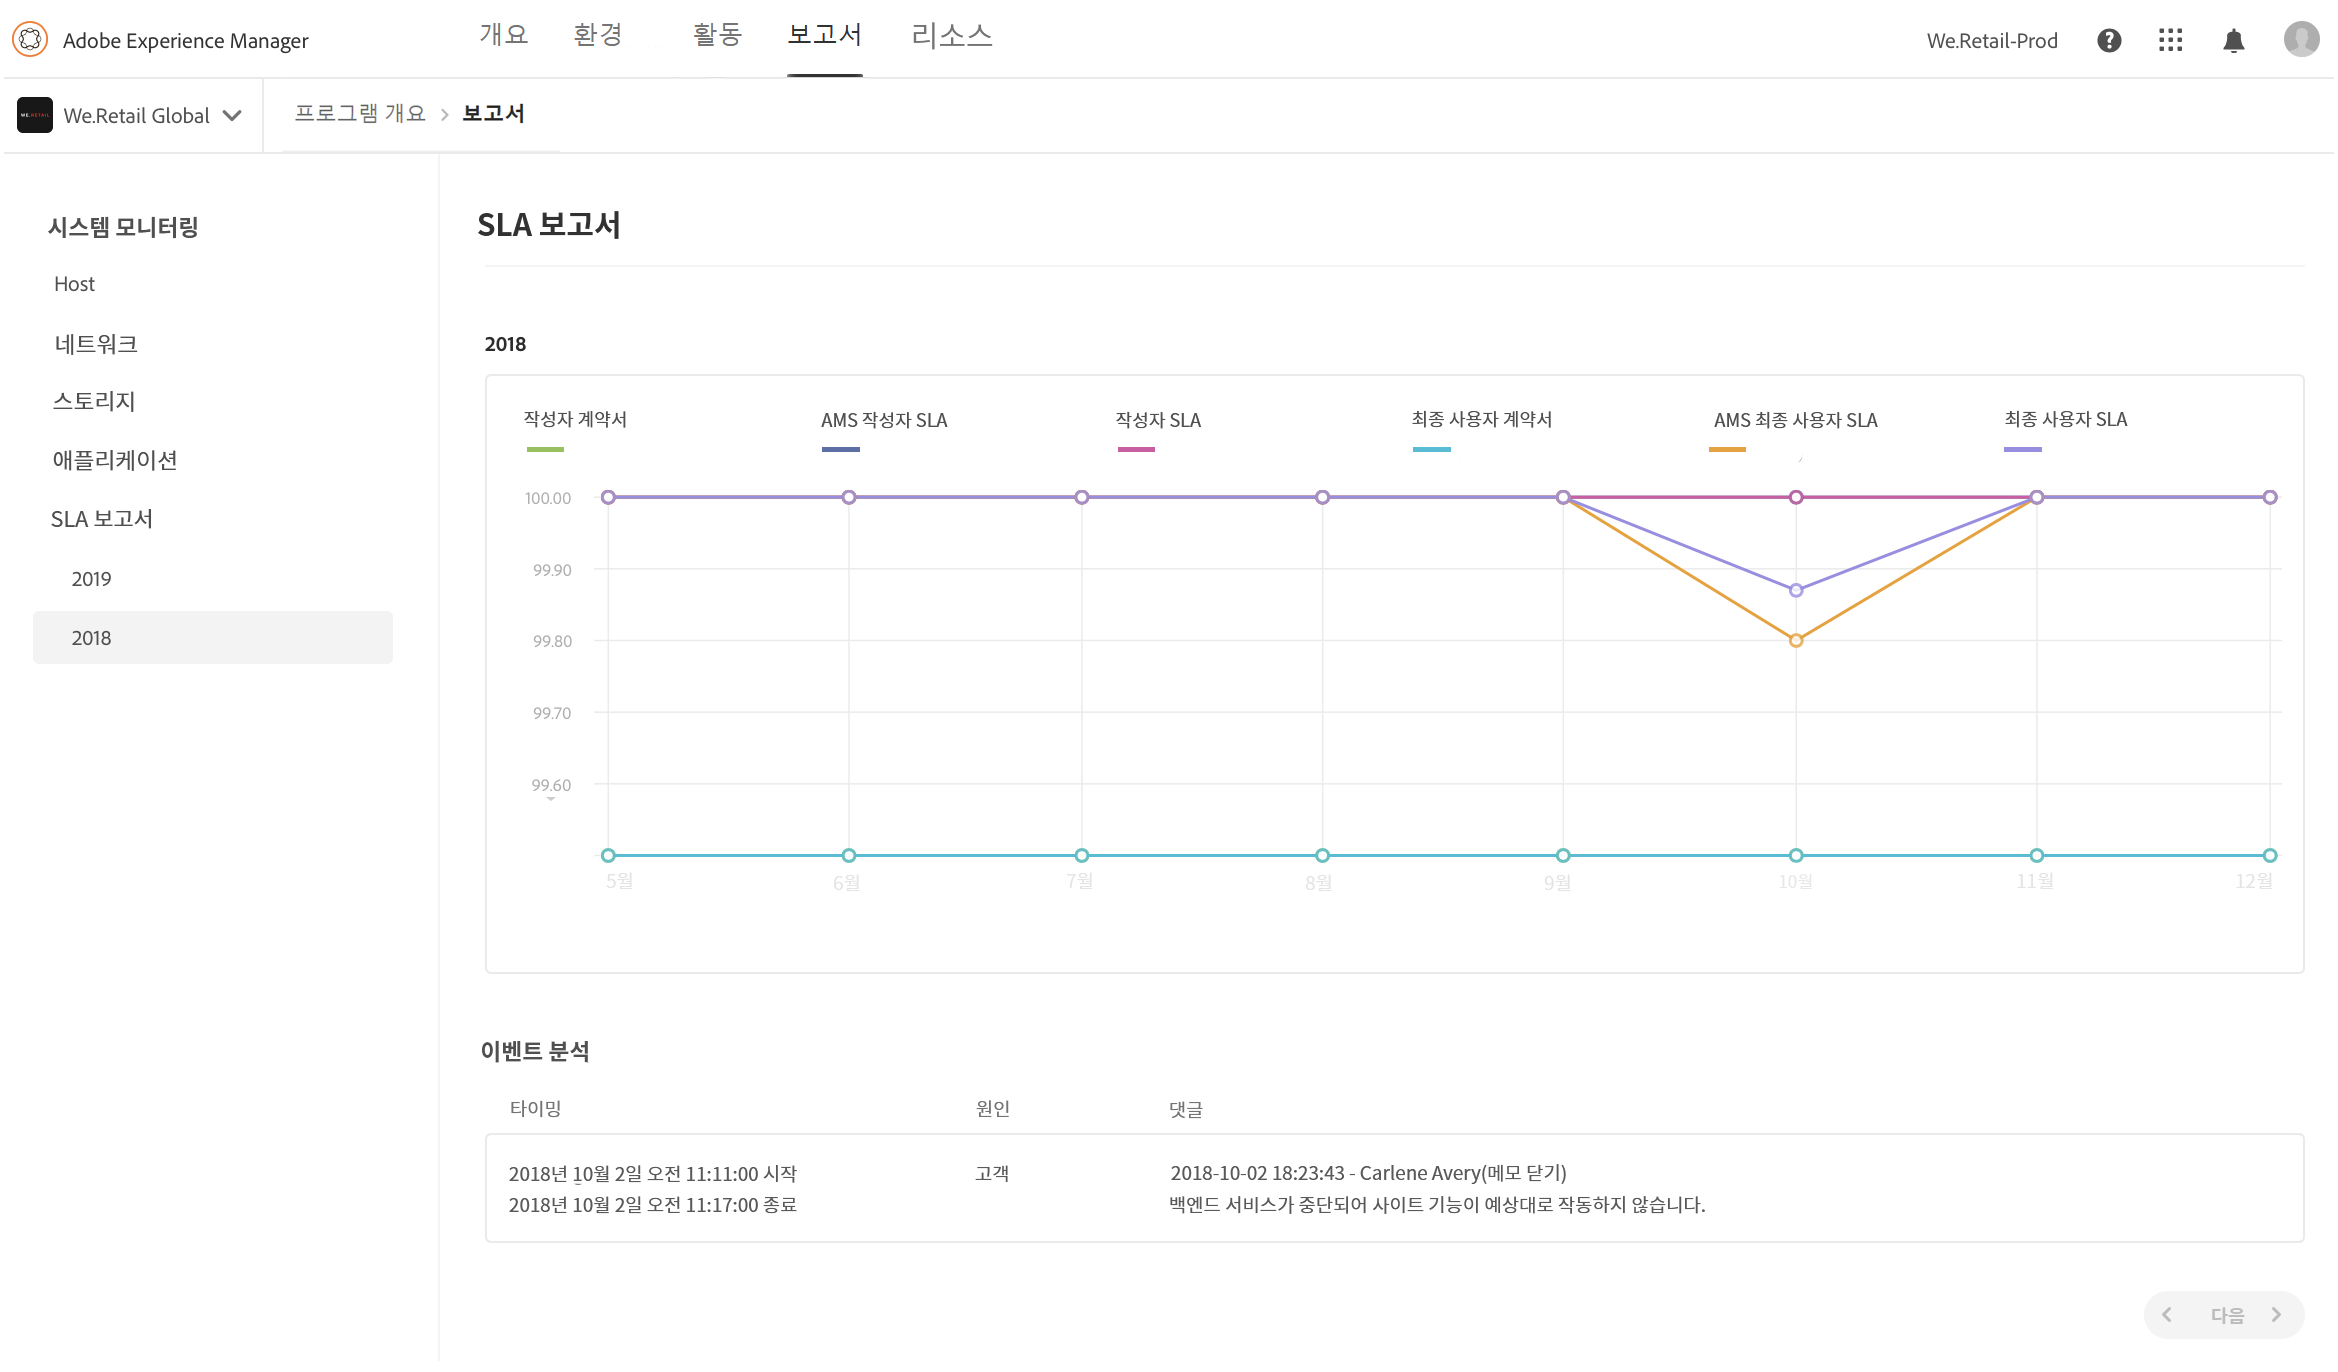 Adobe Experience Manager
개요 환경 활동 보고서 리소스
We.Retail-Prod
WE.RETAIL
We.Retail Global
프로그램 개요 > 보고서
시스템 모니터링
Host
네트워크
스토리지
애플리케이션
SLA 보고서
2019
2018
SLA 보고서
2018
작성자 계약서 AMS 작성자 SLA 작성자 SLA 최종 사용자 계약서 AMS 최종 사용자 SLA 최종 사용자 SLA
100.00
99.90
99.80
99.70
99.60
5월 6월 7월 8월 9월 10월 11월 12월
이벤트 분석
타이밍 원인 댓글
2018년 10월 2일 오전 11:11:00 시작 고객 2018-10-02 18:23:43 - Carlene Avery(메모 닫기)
2018년 10월 2일 오전 11:17:00 종료 백엔드 서비스가 중단되어 사이트 기능이 예상대로 작동하지 않습니다.
다음